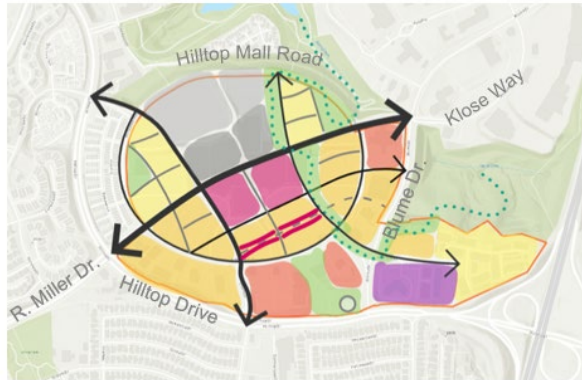 Hilltop Mall Road
Klose Way
Blume Dr.
R. Miller Dr.
Hilltop Drive